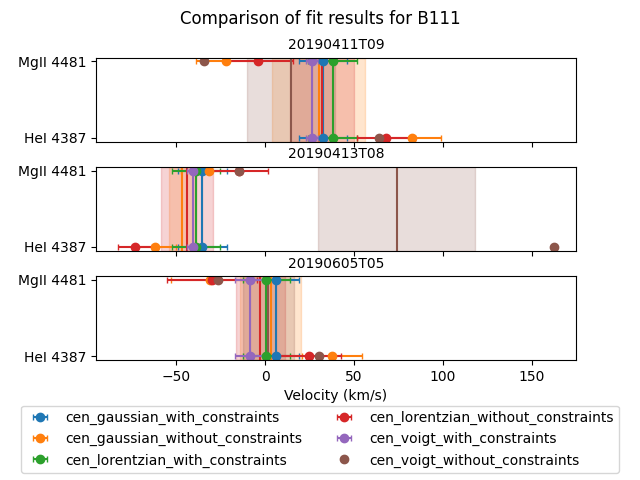 Comparison of fit results for B111
20190411T09
MgII 4481
HeI 4387
20190413T08
MgII 4481
HeI 4387
20190605T05
MgII 4481
HeI 4387
−50 0 50 100 150
Velocity (km/s)
cen_gaussian_with_constraints
cen_gaussian_without_constraints
cen_lorentzian_with_constraints
cen_lorentzian_without_constraints
cen_voigt_with_constraints
cen_voigt_without_constraints